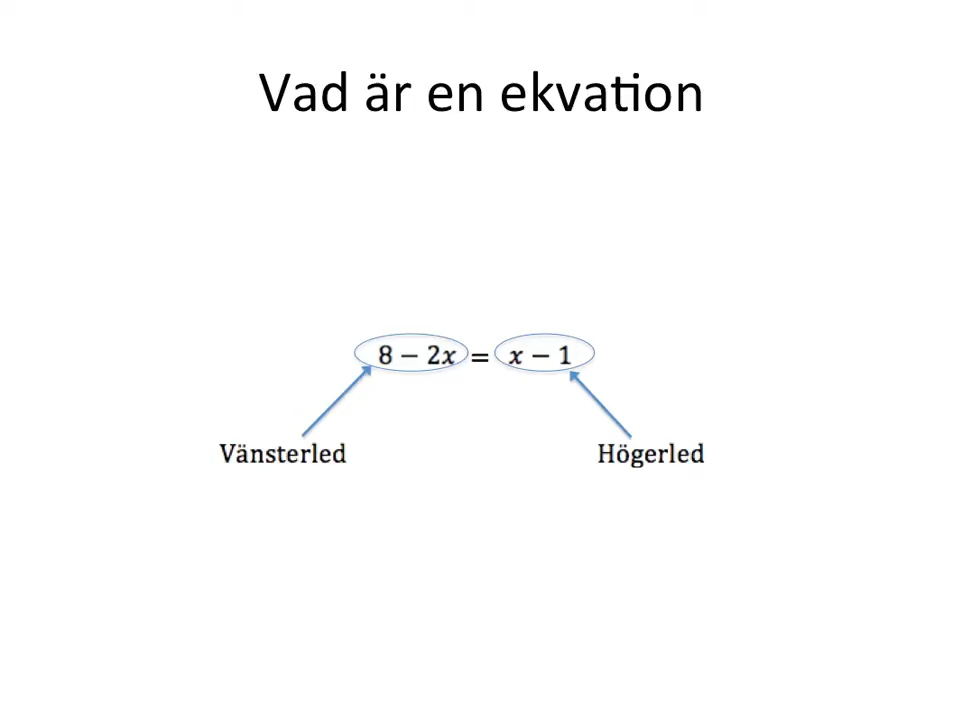 Vad är en ekvation
8 − 2x = x − 1
Vänsterled Högerled